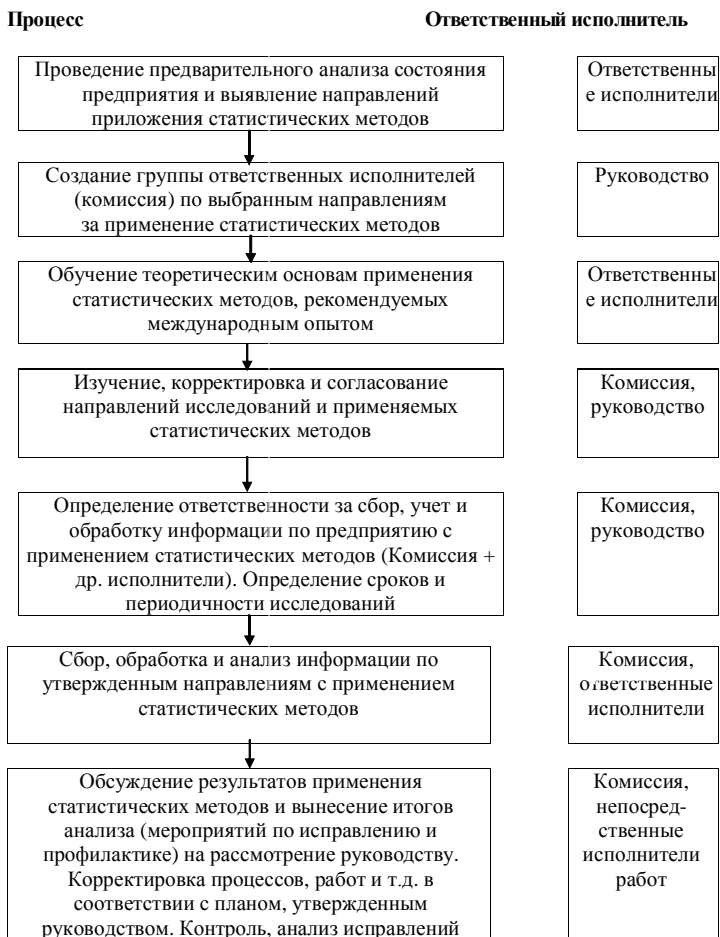 Процесс
Ответственный исполнитель
Проведение предварительного анализа состояния
предприятия и выявление направлений
приложения статистических методов
Ответственны
е исполнители
Создание группы ответственных исполнителей
(комиссия) по выбранным направлениям
за применение статистических методов
Руководство
Обучение теоретическим основам применения
статистических методов, рекомендуемых
международным опытом
Ответственны
е исполнители
Изучение, корректировка и согласование
направлений исследований и применяемых
статистических методов
Комиссия,
руководство
Определение ответственности за сбор, учет и
обработку информации по предприятию с
применением статистических методов (Комиссия +
др. исполнители). Определение сроков и
периодичности исследований
Комиссия,
руководство
Сбор, обработка и анализ информации по
утвержденным направлениям с применением
статистических методов
Комиссия,
ответственные
исполнители
Обсуждение результатов применения
статистических методов и вынесение итогов
анализа (мероприятий по исправлению и
профилактике) на рассмотрение руководству.
Корректировка процессов, работ и т.д. в
соответствии с планом, утвержденным
руководством. Контроль, анализ исправлений
Комиссия,
непосред-
ственные
исполнители
работ